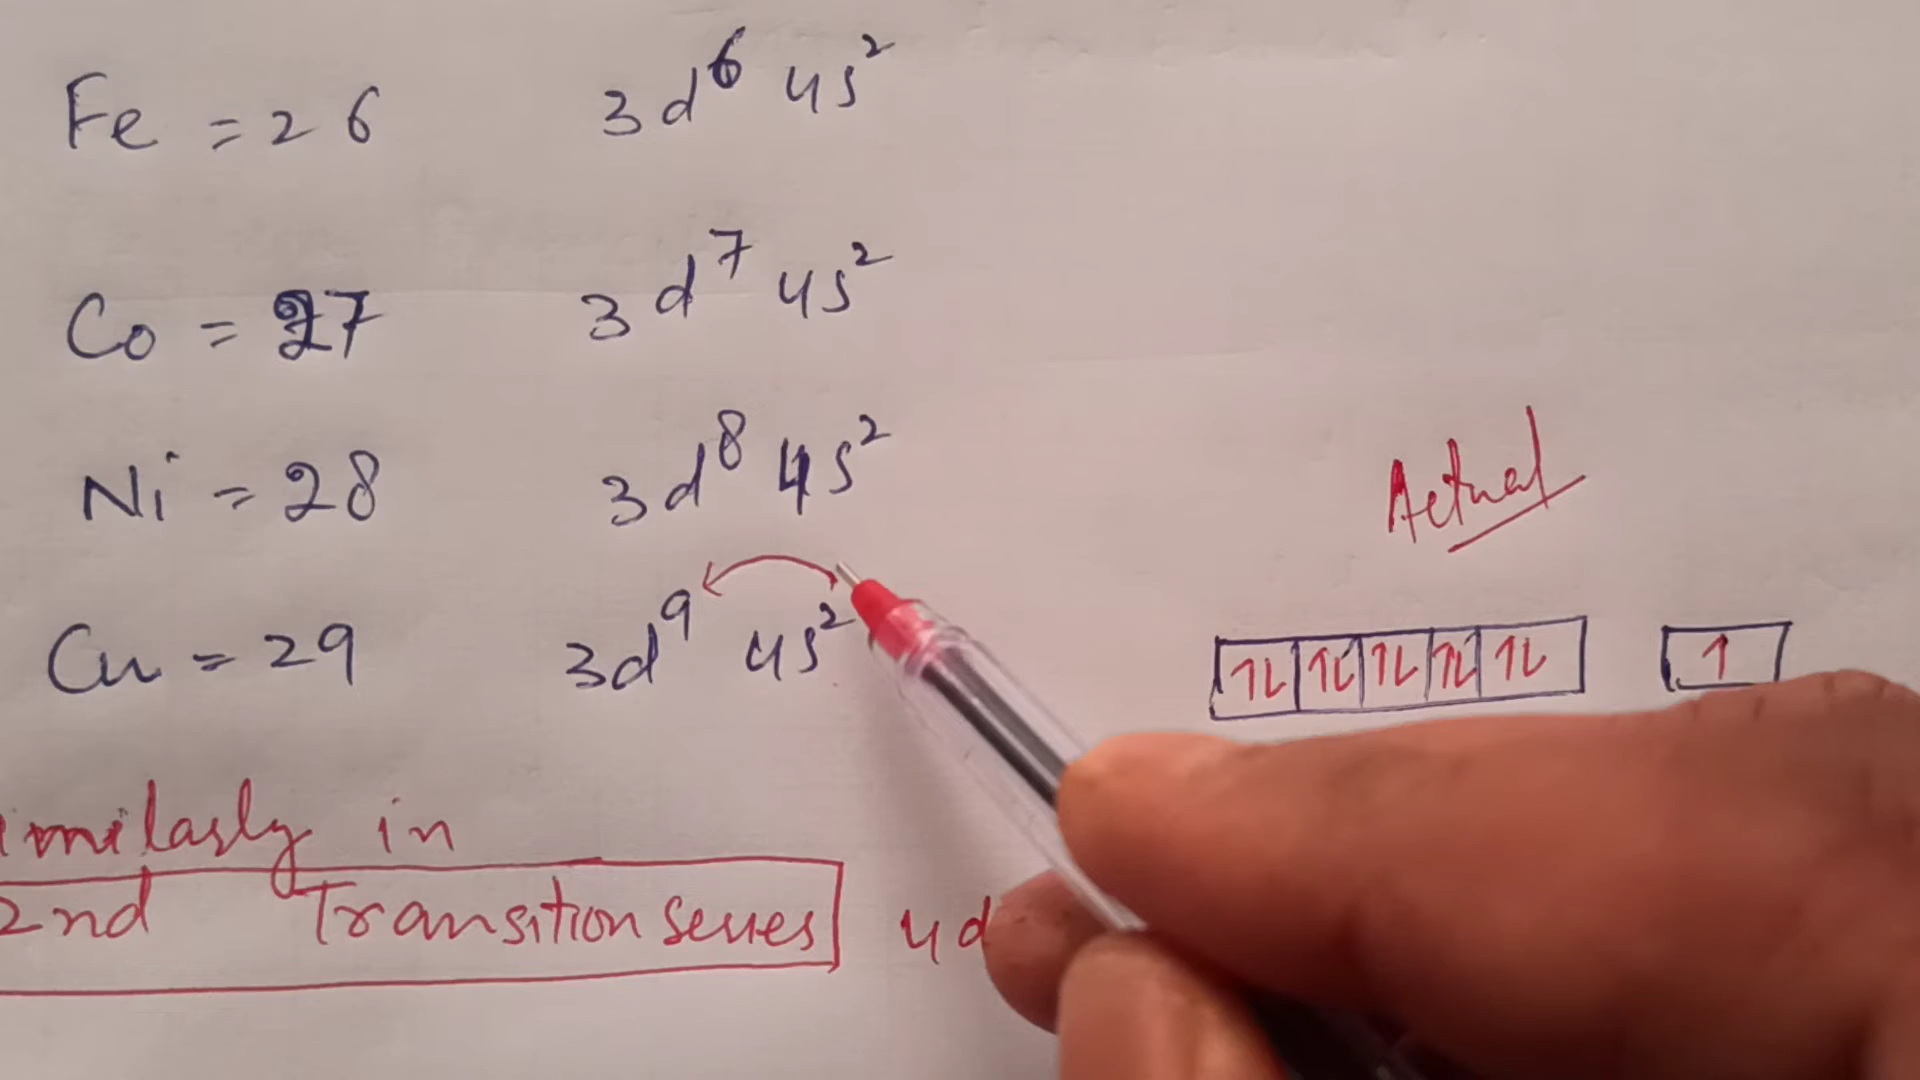 Fe = 26 3d⁶ 4s²
Co = 27 3d⁷ 4s²
Ni = 28 3d⁸ 4s²
Actual
Cu = 29 3d⁹ 4s² ↿⇂ ↿⇂ ↿⇂ ↿⇂ ↿⇂ ↿
imilarly in
2nd Transition series 4d